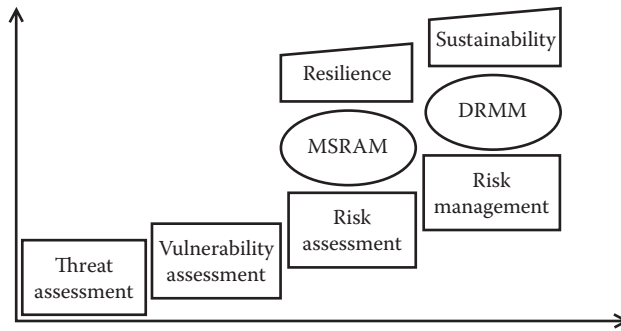 Sustainability
Resilience
DRMM
MSRAM
Risk
management
Risk
assessment
Vulnerability
assessment
Threat
assessment